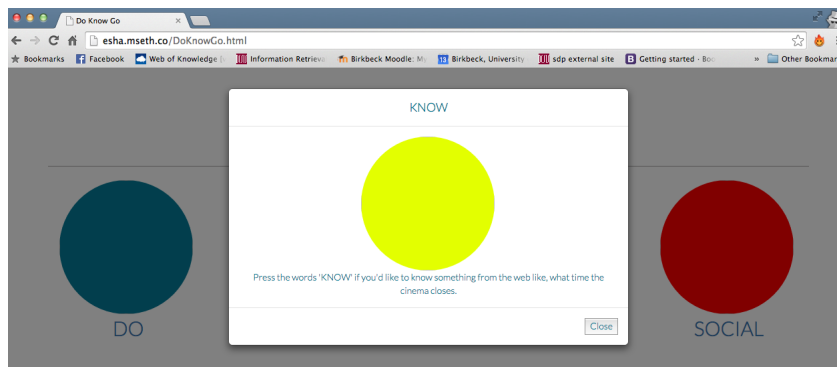 Do Know Go
esha.mseth.co/DoKnowGo.html
Bookmarks Facebook Web of Knowledge Information Retrieva Birkbeck Moodle: M Birkbeck, University sdp external site Getting started · Boo » Other Bookmar
KNOW
Press the words 'KNOW' if you'd like to know something from the web like, what time the
cinema closes.
Close
DO
SOCIAL